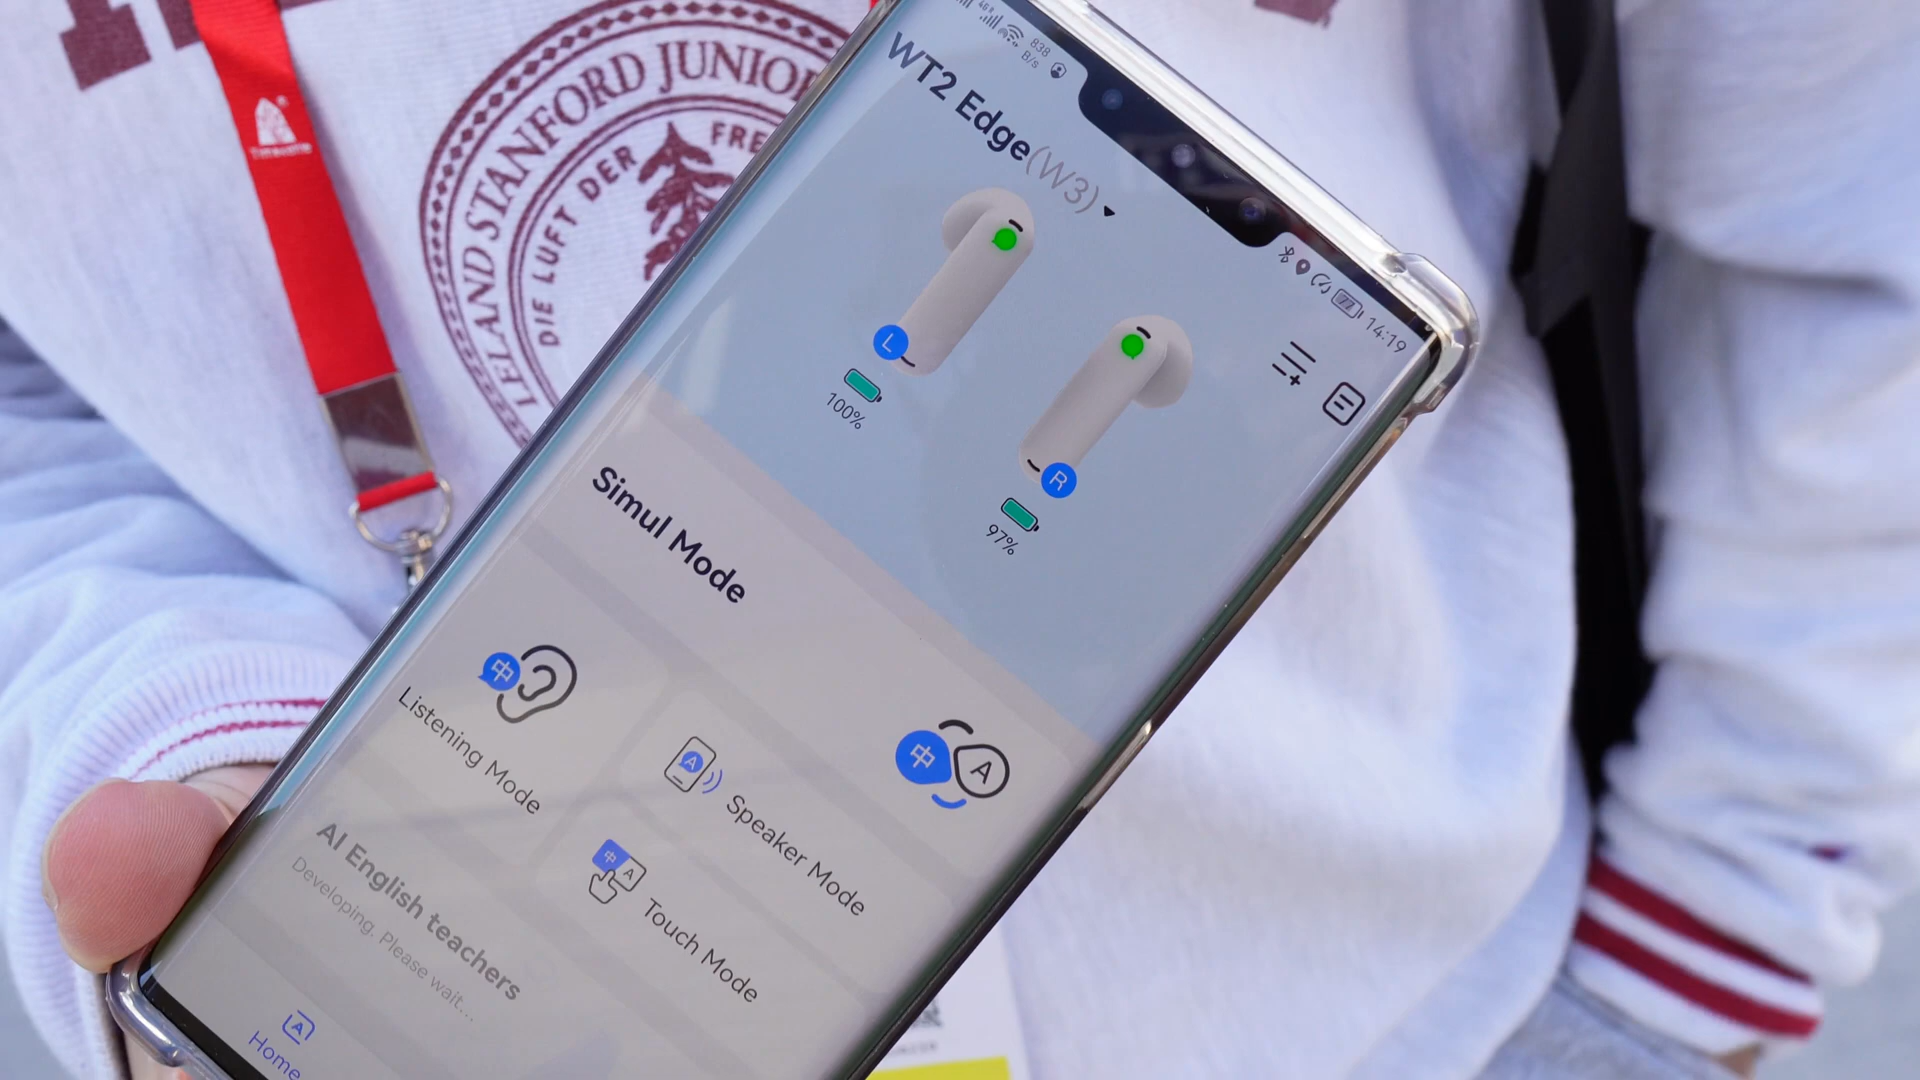 LELAND STANFORD JUNIOR
DIE LUFT DER
FRE
Timekettle
838
B/s
14:19
WT2 Edge(W3)
L
100%
R
97%
Simul Mode
中 A
中
Listening Mode
A
Speaker Mode
中 A
Touch Mode
AI English teachers
Developing. Please wait...
A
Home